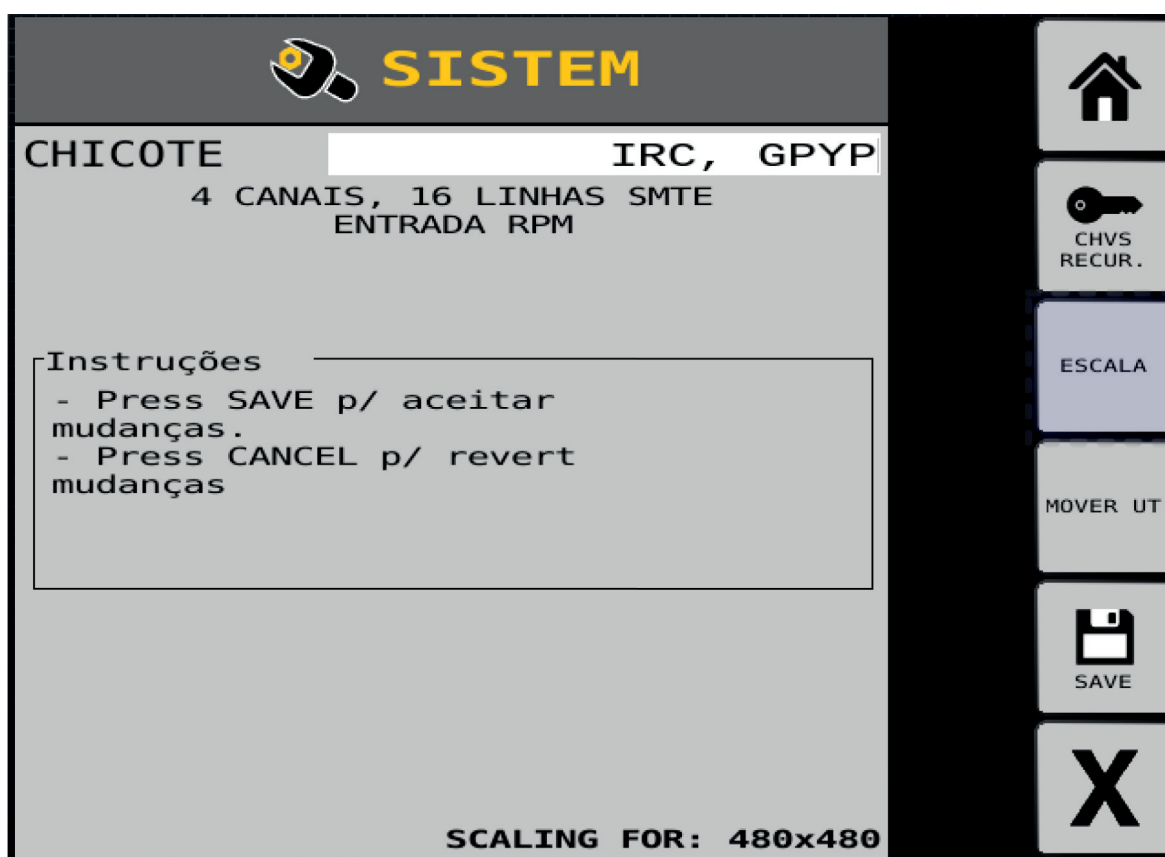 SISTEM
CHICOTE IRC, GPYP
4 CANAIS, 16 LINHAS SMTE
ENTRADA RPM
Instruções
- Press SAVE p/ aceitar
mudanças.
- Press CANCEL p/ revert
mudanças
SCALING FOR: 480x480
CHVS
RECUR.
ESCALA
MOVER UT
SAVE
X